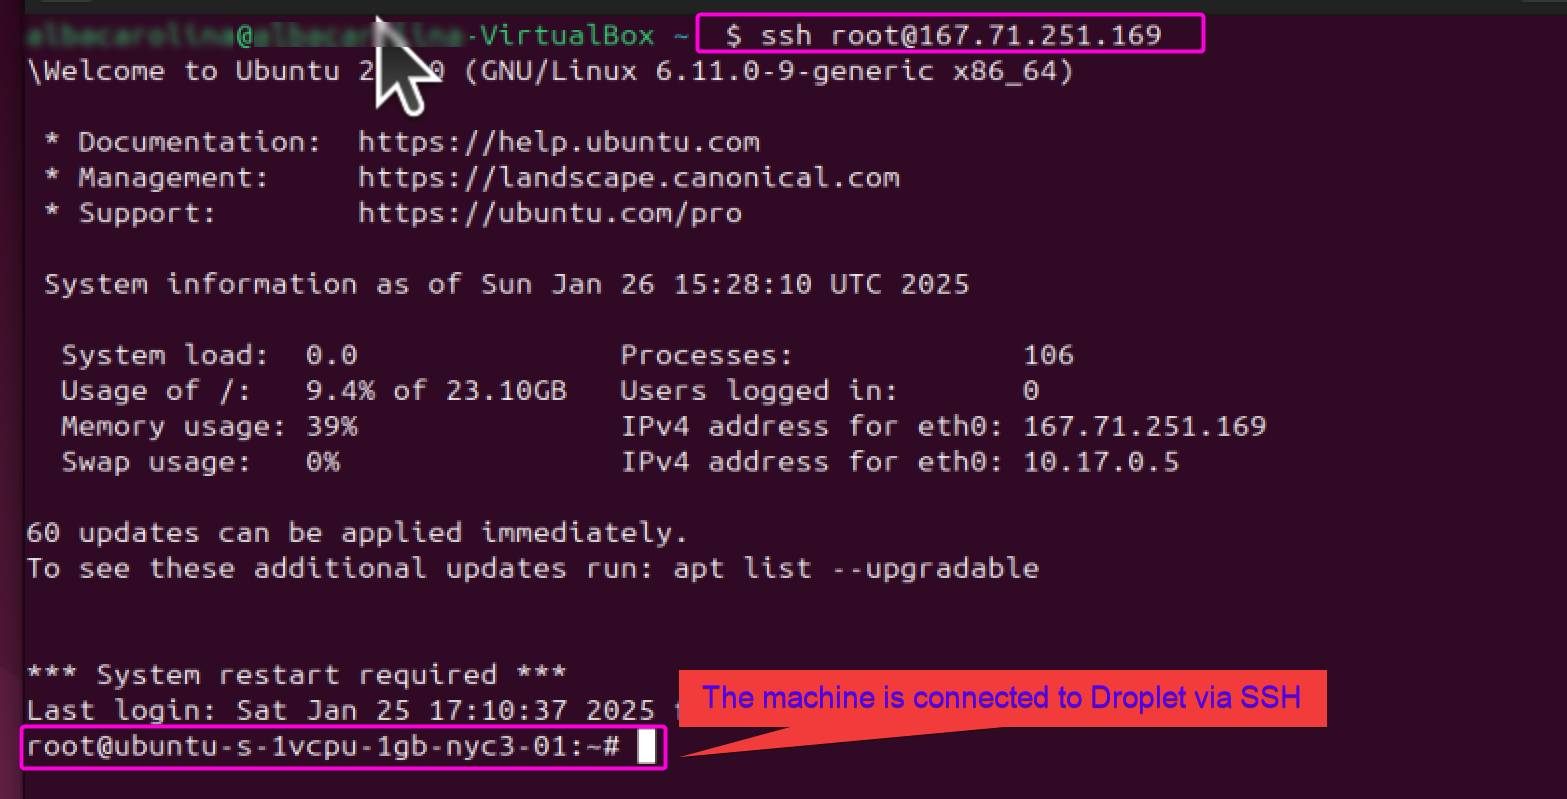 -VirtualBox ~ $ ssh root@167.71.251.169
\Welcome to Ubuntu (GNU/Linux 6.11.0-9-generic x86_64)
* Documentation: https://help.ubuntu.com
* Management: https://landscape.canonical.com
* Support: https://ubuntu.com/pro
System information as of Sun Jan 26 15:28:10 UTC 2025
System load: 0.0 Processes: 106
Usage of /: 9.4% of 23.10GB Users logged in: 0
Memory usage: 39% IPv4 address for eth0: 167.71.251.169
Swap usage: 0% IPv4 address for eth0: 10.17.0.5
60 updates can be applied immediately.
To see these additional updates run: apt list --upgradable
*** System restart required ***
Last login: Sat Jan 25 17:10:37 2025
The machine is connected to Droplet via SSH
root@ubuntu-s-1vcpu-1gb-nyc3-01:~#